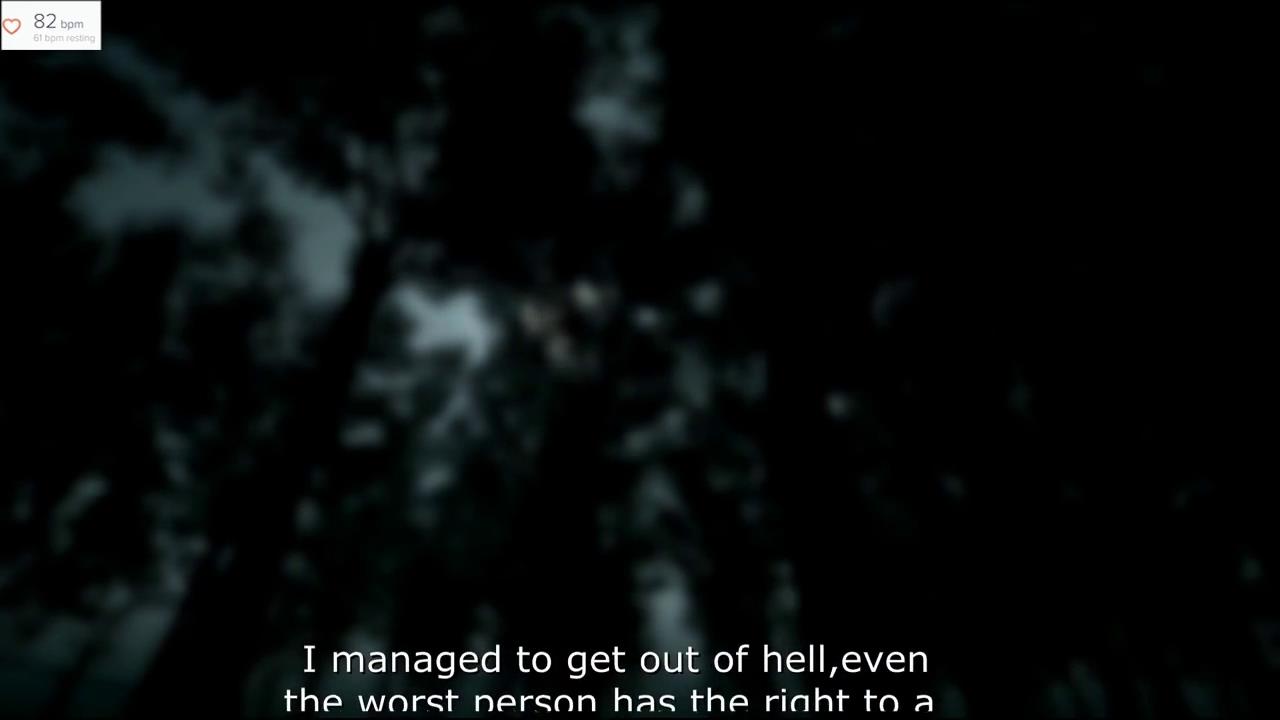 82 bpm
61 bpm resting
I managed to get out of hell,even
the worst person has the right to a